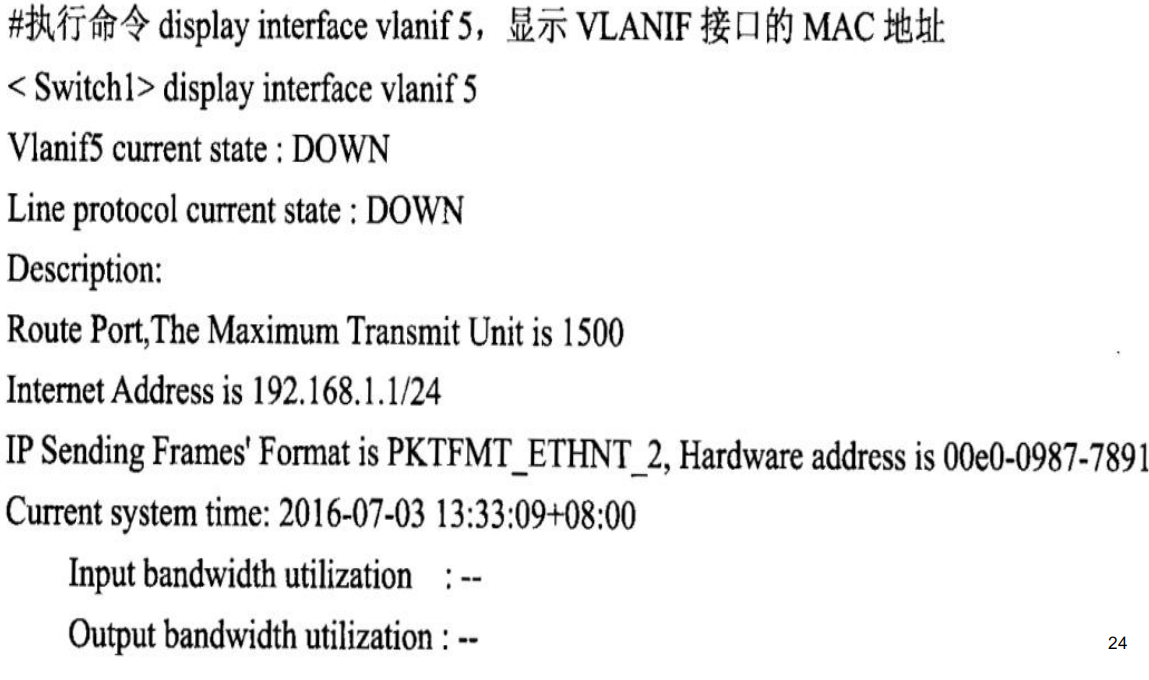 #执行命令 display interface vlanif 5，显示 VLANIF 接口的 MAC 地址
< Switch1> display interface vlanif 5
Vlanif5 current state : DOWN
Line protocol current state : DOWN
Description:
Route Port,The Maximum Transmit Unit is 1500
Internet Address is 192.168.1.1/24
IP Sending Frames' Format is PKTFMT_ETHNT_2, Hardware address is 00e0-0987-7891
Current system time: 2016-07-03 13:33:09+08:00
Input bandwidth utilization : --
Output bandwidth utilization : --
24